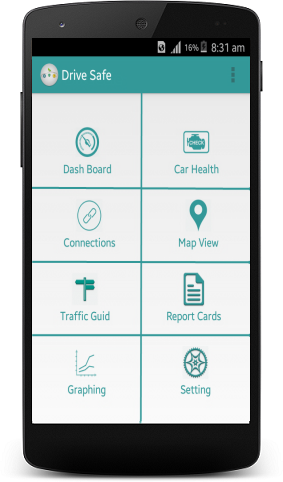 16% 8:31 am
Drive Safe
Dash Board
CHECK
Car Health
Connections
Map View
Traffic Guid
Report Cards
Graphing
Setting